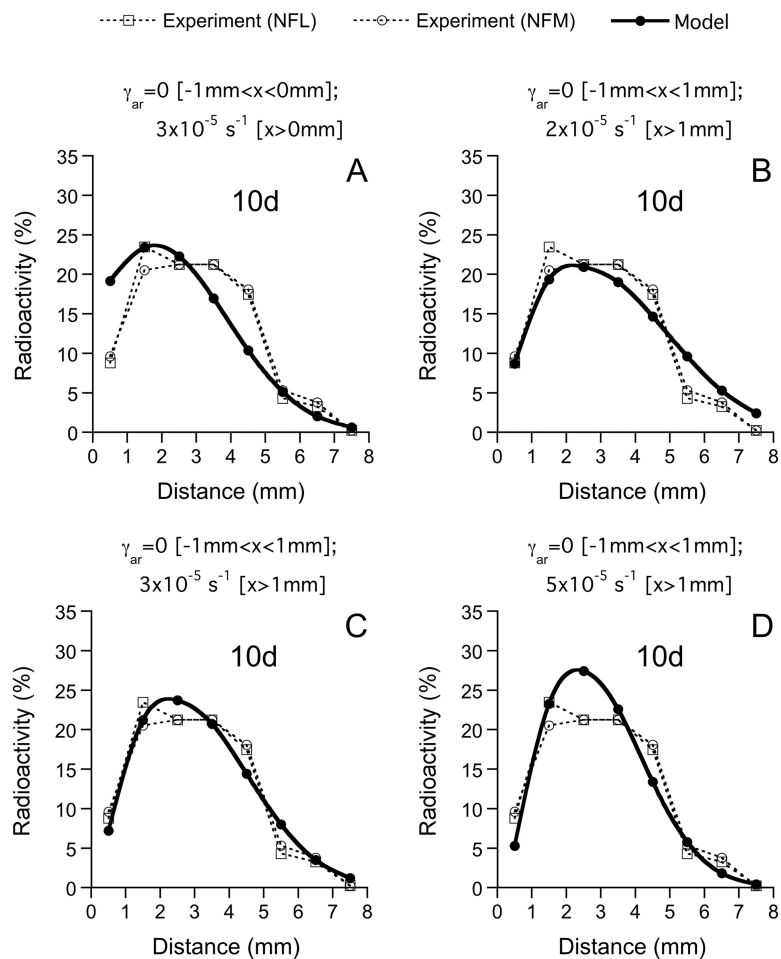 Experiment (NFL) Experiment (NFM) Model
γar=0 [-1mm<x<0mm];
3x10-5 s-1 [x>0mm]
A
10d
35
30
25
20
15
10
5
0
Radioactivity (%)
0 1 2 3 4 5 6 7 8
Distance (mm)
γar=0 [-1mm<x<1mm];
2x10-5 s-1 [x>1mm]
B
10d
35
30
25
20
15
10
5
0
Radioactivity (%)
0 1 2 3 4 5 6 7 8
Distance (mm)
γar=0 [-1mm<x<1mm];
3x10-5 s-1 [x>1mm]
C
10d
35
30
25
20
15
10
5
0
Radioactivity (%)
0 1 2 3 4 5 6 7 8
Distance (mm)
γar=0 [-1mm<x<1mm];
5x10-5 s-1 [x>1mm]
D
10d
35
30
25
20
15
10
5
0
Radioactivity (%)
0 1 2 3 4 5 6 7 8
Distance (mm)